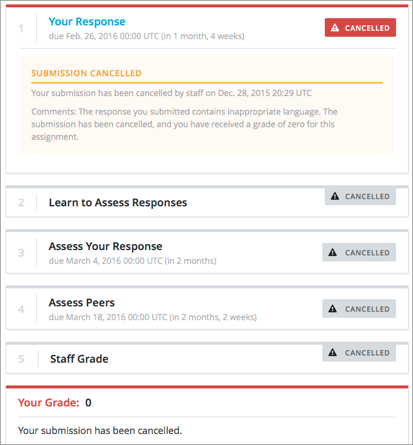 1
Your Response
due Feb. 26, 2016 00:00 UTC (in 1 month, 4 weeks)
CANCELLED
SUBMISSION CANCELLED
Your submission has been cancelled by staff on Dec. 28, 2015 20:29 UTC
Comments: The response you submitted contains inappropriate language. The
submission has been cancelled, and you have received a grade of zero for this
assignment.
2
Learn to Assess Responses
CANCELLED
3
Assess Your Response
due March 4, 2016 00:00 UTC (in 2 months)
CANCELLED
4
Assess Peers
due March 18, 2016 00:00 UTC (in 2 months, 2 weeks)
CANCELLED
5
Staff Grade
CANCELLED
Your Grade: 0
Your submission has been cancelled.